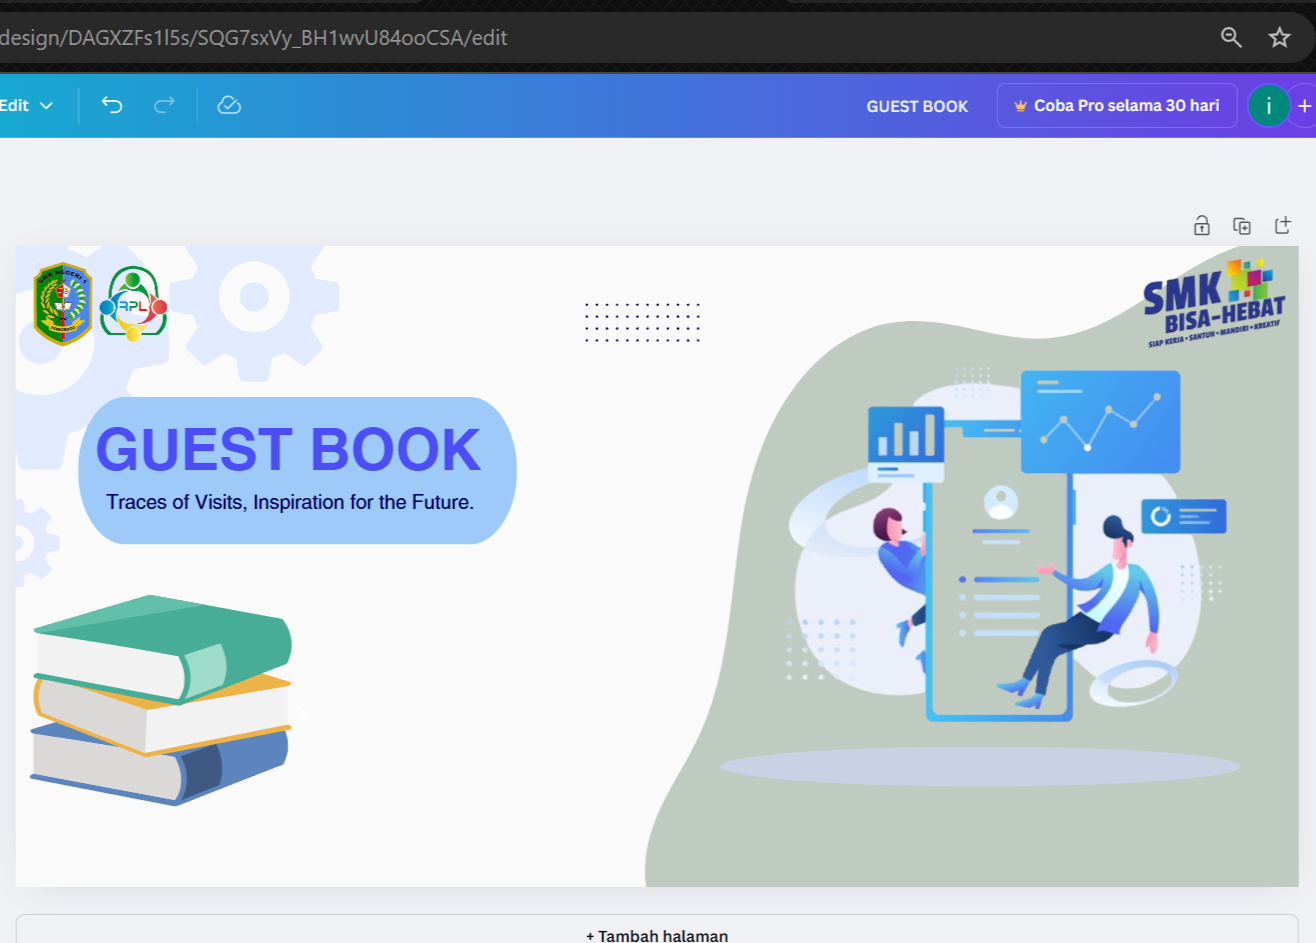 design/DAGXZFs1l5s/SQG7sxVy_BH1wvU84ooCSA/edit
Edit
GUEST BOOK
Coba Pro selama 30 hari
i
SMK NEGERI 1
PONOROGO
RPL
SMK
BISA-HEBAT
SIAP KERJA • SANTUN • MANDIRI • KREATIF
GUEST BOOK
Traces of Visits, Inspiration for the Future.
+ Tambah halaman